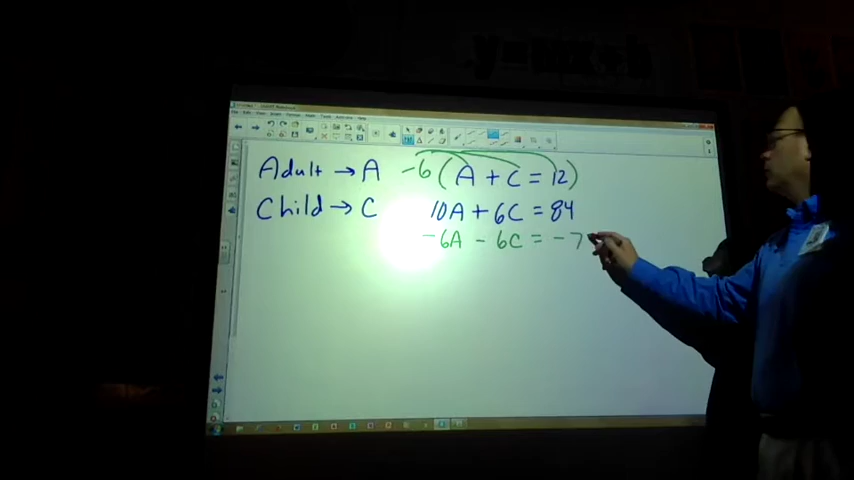 Adult → A -6(A + C = 12)
Child → C 10A + 6C = 84
-6A - 6C = -7